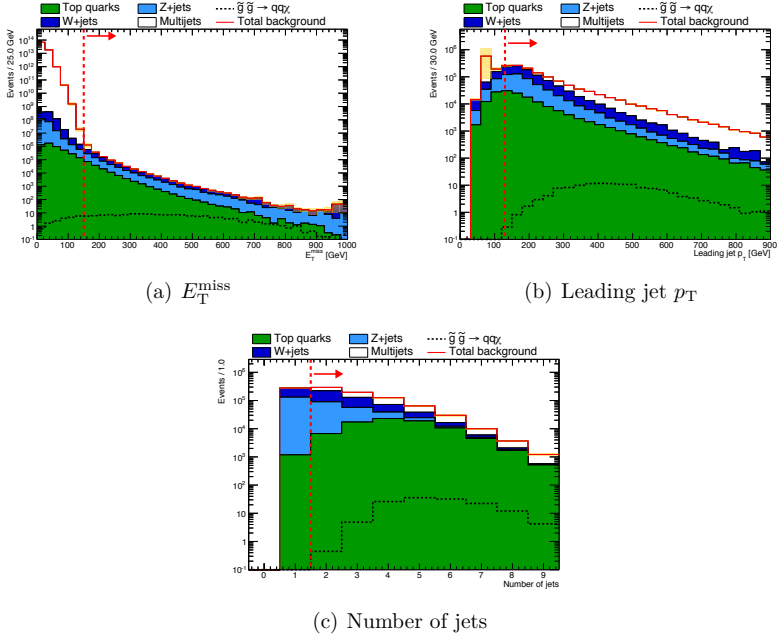 Top quarks Z+jets g̃ g̃ → qqχ
W+jets Multijets Total background
Events / 25.0 GeV
10¹⁴
10¹³
10¹²
10¹¹
10¹⁰
10⁹
10⁸
10⁷
10⁶
10⁵
10⁴
10³
10²
10
1
10⁻¹
0 100 200 300 400 500 600 700 800 900 1000
E_T^miss [GeV]
(a) E_T^miss
Top quarks Z+jets g̃ g̃ → qqχ
W+jets Multijets Total background
Events / 30.0 GeV
10⁶
10⁵
10⁴
10³
10²
10
1
10⁻¹
0 100 200 300 400 500 600 700 800 900
Leading jet p_T [GeV]
(b) Leading jet p_T
Top quarks Z+jets g̃ g̃ → qqχ
W+jets Multijets Total background
Events / 1.0
10⁶
10⁵
10⁴
10³
10²
10
1
10⁻¹
0 1 2 3 4 5 6 7 8 9
Number of jets
(c) Number of jets